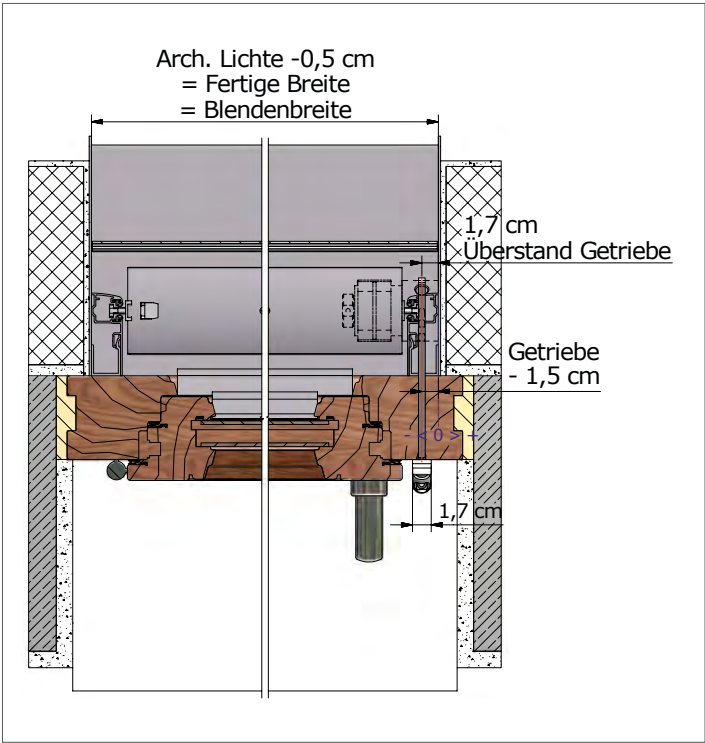 Arch. Lichte -0,5 cm
= Fertige Breite
= Blendenbreite
1,7 cm
Überstand Getriebe
Getriebe
- 1,5 cm
- < 0 > +
1,7 cm